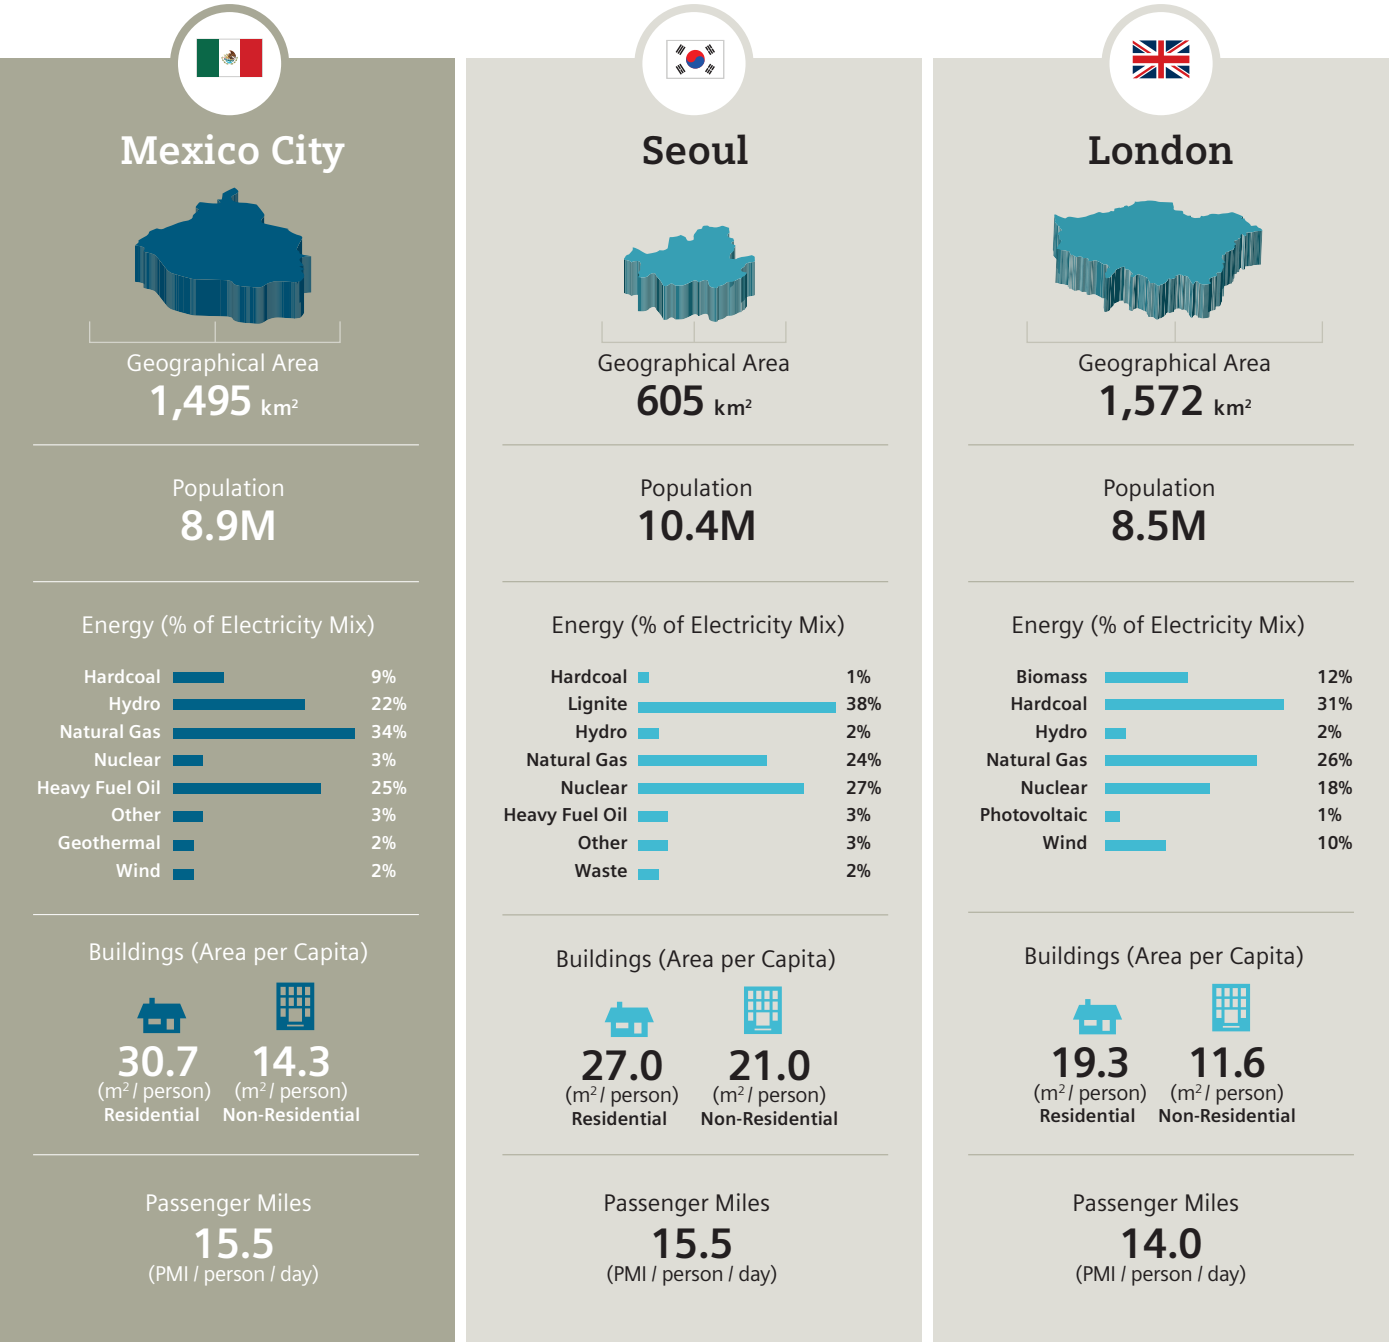 Mexico City
Geographical Area
1,495 km²
Population
8.9M
Energy (% of Electricity Mix)
Hardcoal 9%
Hydro 22%
Natural Gas 34%
Nuclear 3%
Heavy Fuel Oil 25%
Other 3%
Geothermal 2%
Wind 2%
Buildings (Area per Capita)
30.7 14.3
(m² / person) (m² / person)
Residential Non-Residential
Passenger Miles
15.5
(PMI / person / day)
Seoul
Geographical Area
605 km²
Population
10.4M
Energy (% of Electricity Mix)
Hardcoal 1%
Lignite 38%
Hydro 2%
Natural Gas 24%
Nuclear 27%
Heavy Fuel Oil 3%
Other 3%
Waste 2%
Buildings (Area per Capita)
27.0 21.0
(m² / person) (m² / person)
Residential Non-Residential
Passenger Miles
15.5
(PMI / person / day)
London
Geographical Area
1,572 km²
Population
8.5M
Energy (% of Electricity Mix)
Biomass 12%
Hardcoal 31%
Hydro 2%
Natural Gas 26%
Nuclear 18%
Photovoltaic 1%
Wind 10%
Buildings (Area per Capita)
19.3 11.6
(m² / person) (m² / person)
Residential Non-Residential
Passenger Miles
14.0
(PMI / person / day)